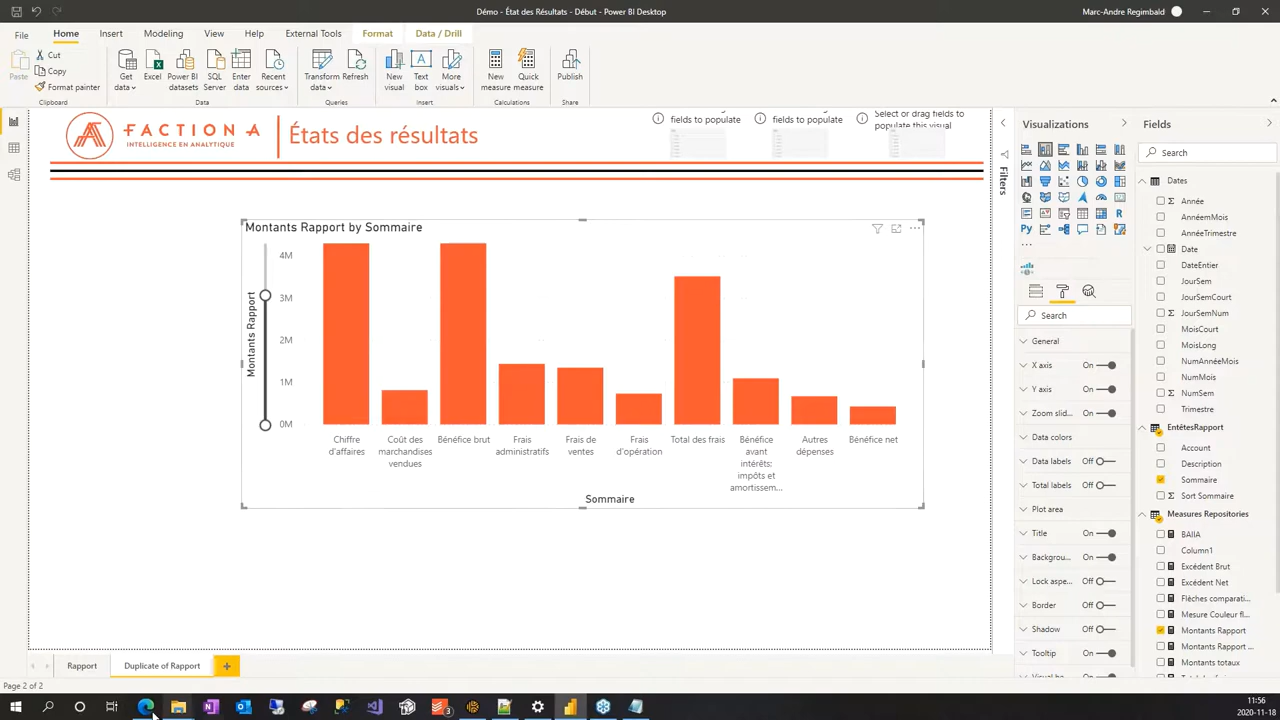 Démo - État des Résultats - Début - Power BI Desktop
Marc-Andre Regimbald
File Home Insert Modeling View Help External Tools Format Data / Drill
Paste
Cut
Copy
Format painter
Clipboard
Get data
Excel
Power BI datasets
SQL Server
Enter data
Recent sources
Data
Transform data
Refresh
Queries
New visual
Text box
More visuals
Insert
New measure
Quick measure
Calculations
Publish
Share
FACTION A
INTELLIGENCE EN ANALYTIQUE
États des résultats
fields to populate
fields to populate
Select or drag fields to
populate this visual
Montants Rapport by Sommaire
Montants Rapport
4M
3M
2M
1M
0M
Chiffre d'affaires
Coût des marchandises vendues
Bénéfice brut
Frais administratifs
Frais de ventes
Frais d'opération
Total des frais
Bénéfice avant intérêts: impôts et amortissem...
Autres dépenses
Bénéfice net
Sommaire
Filters
Visualizations
R
Py
Search
General
X axis On
Y axis On
Zoom slid... On
Data colors
Data labels Off
Total labels Off
Plot area
Title On
Backgrou... On
Lock aspe... Off
Border Off
Shadow Off
Tooltip On
Fields
Search
Dates
Année
AnnéemMois
AnnéeTrimestre
Date
DateEntier
JourSem
JourSemCourt
JourSemNum
MoisCourt
MoisLong
NumAnnéeMois
NumMois
NumSem
Trimestre
EntêtesRapport
Account
Description
Sommaire
Sort Sommaire
Measures Repositories
BAIIA
Column1
Excédent Brut
Excédent Net
Flèches comparati...
Mesure Couleur fl...
Montants Rapport
Montants Rapport ...
Montants totaux
Rapport
Duplicate of Rapport
+
Page 2 of 2
3
11:56
2020-11-18